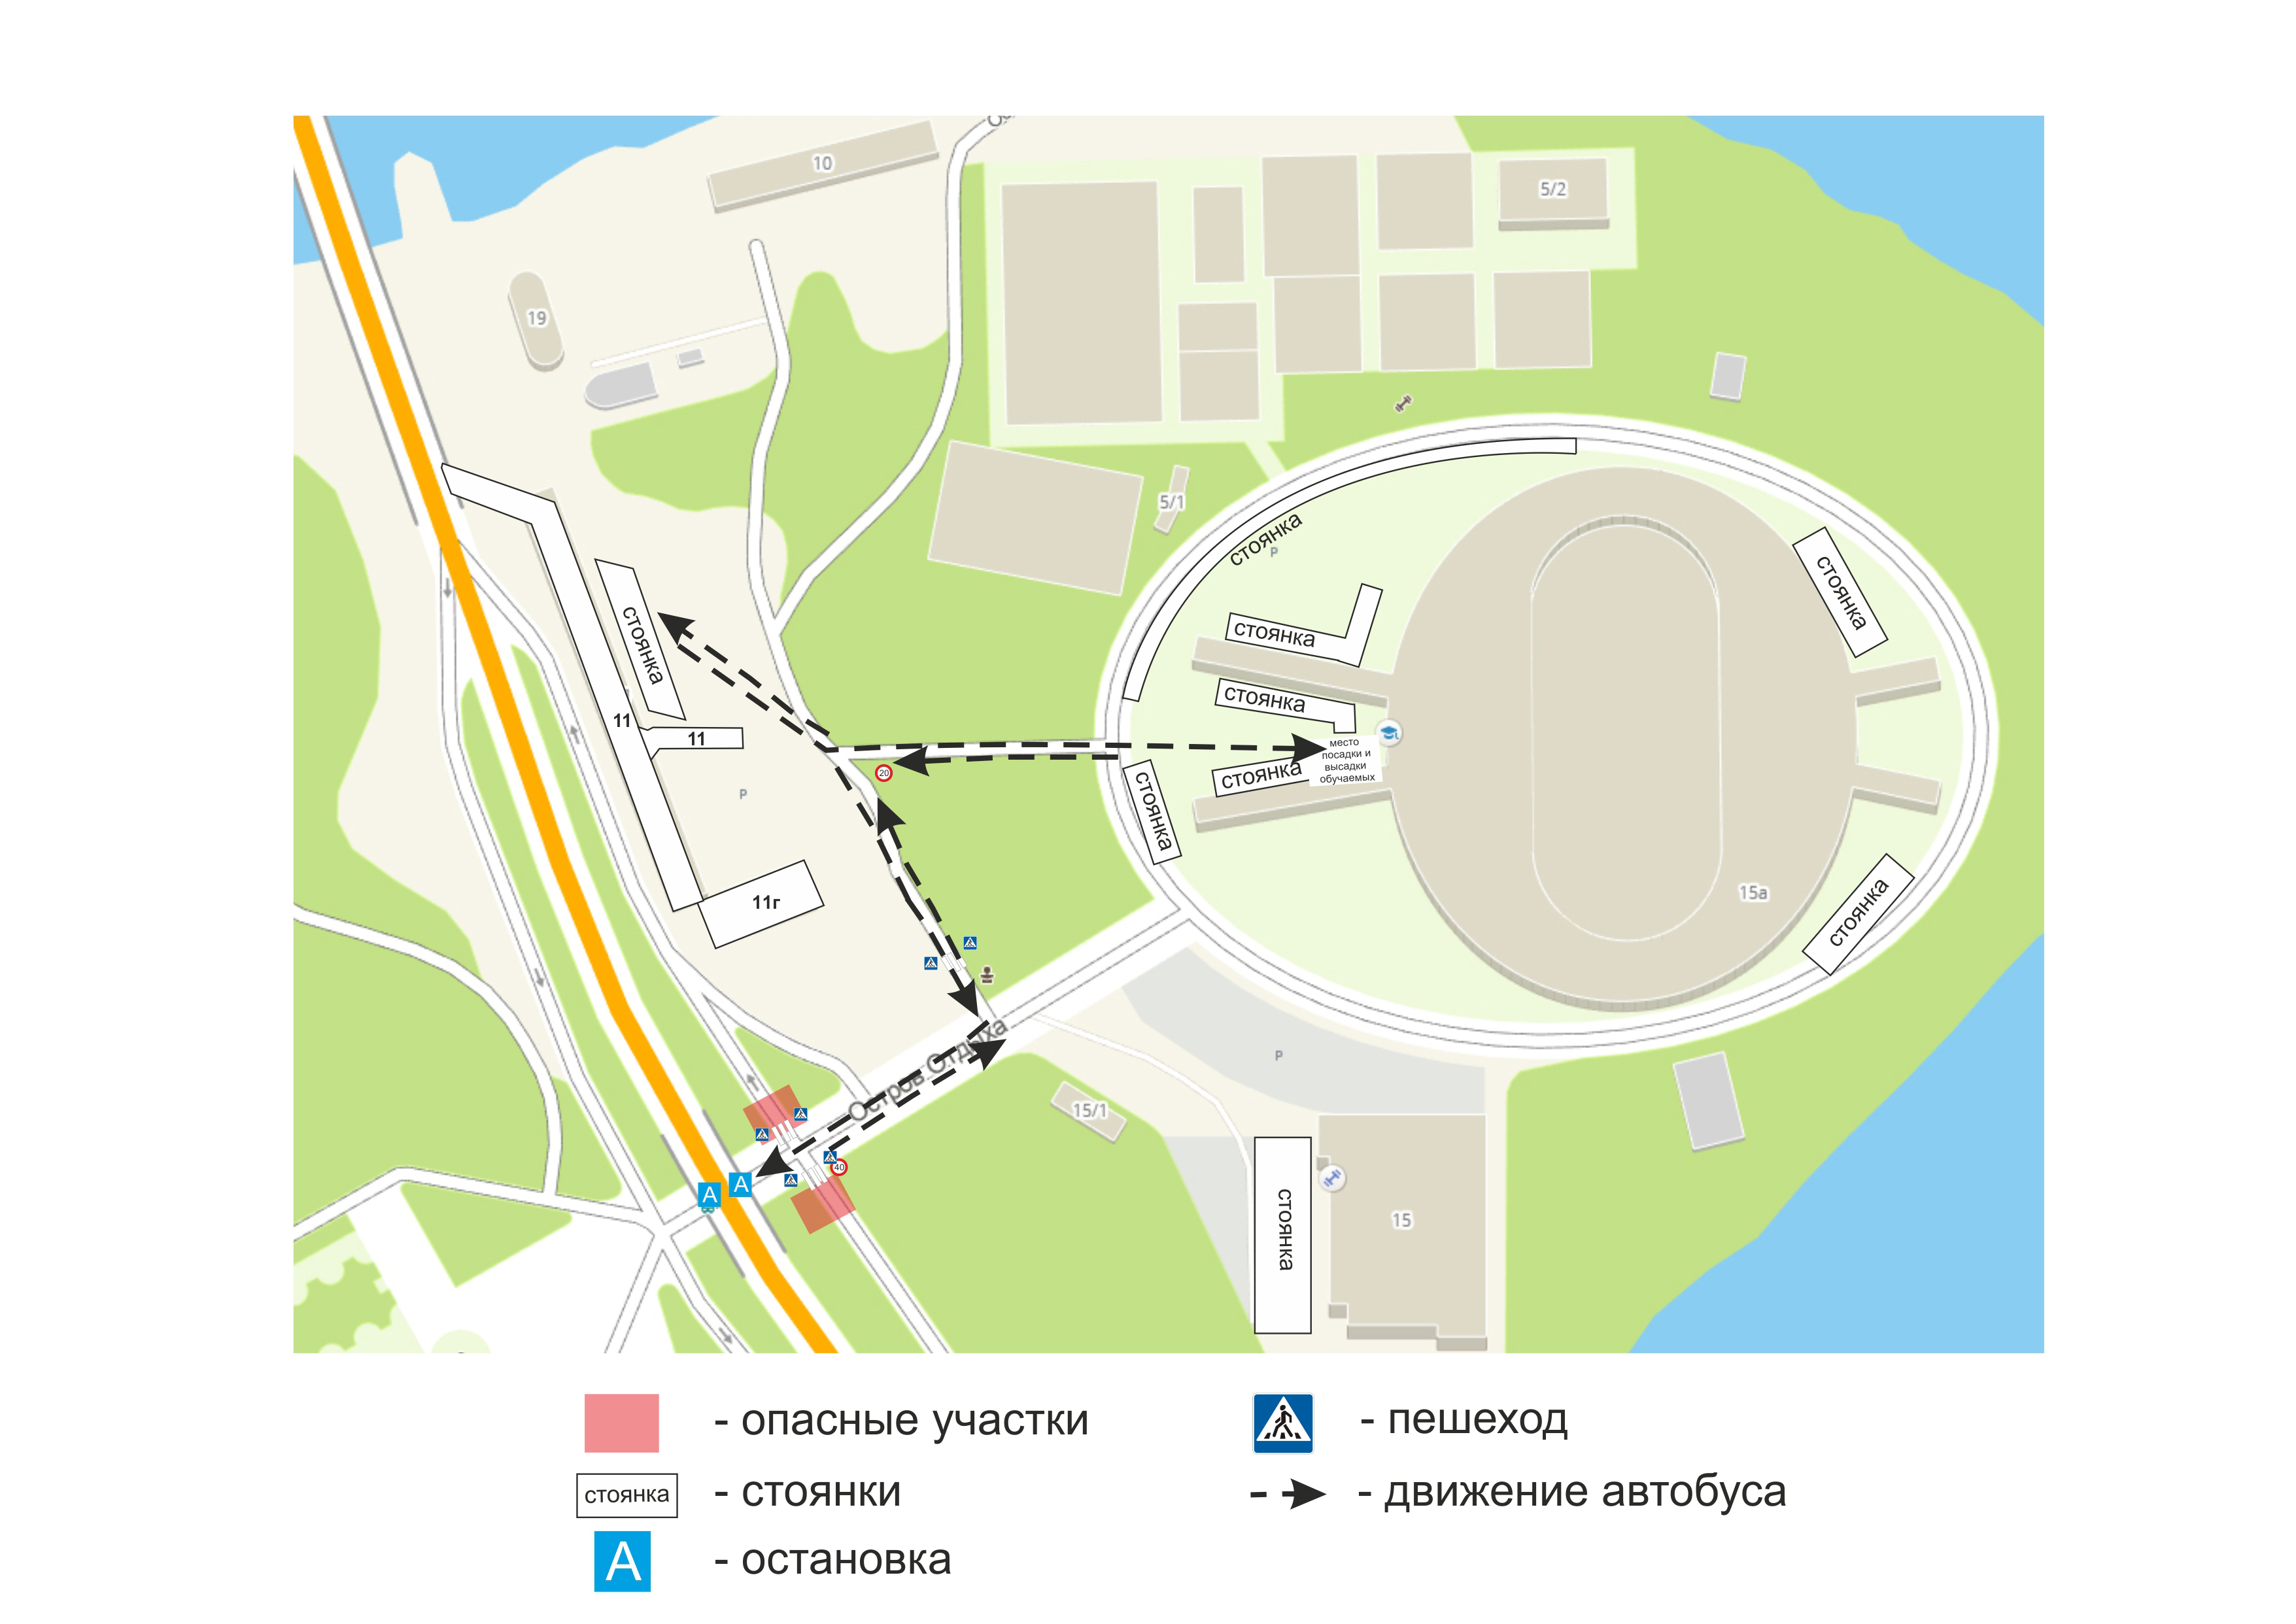 10
5/2
19
5/1
стоянка
P
стоянка
стоянка
стоянка
стоянка
11
11
стоянка
место
посадки и
высадки
обучаемых
стоянка
20
P
стоянка
15а
11г
стоянка
Остров Отдыха
P
15/1
40
А
А
стоянка
15
- опасные участки
- пешеход
стоянка
- стоянки
- движение автобуса
А
- остановка